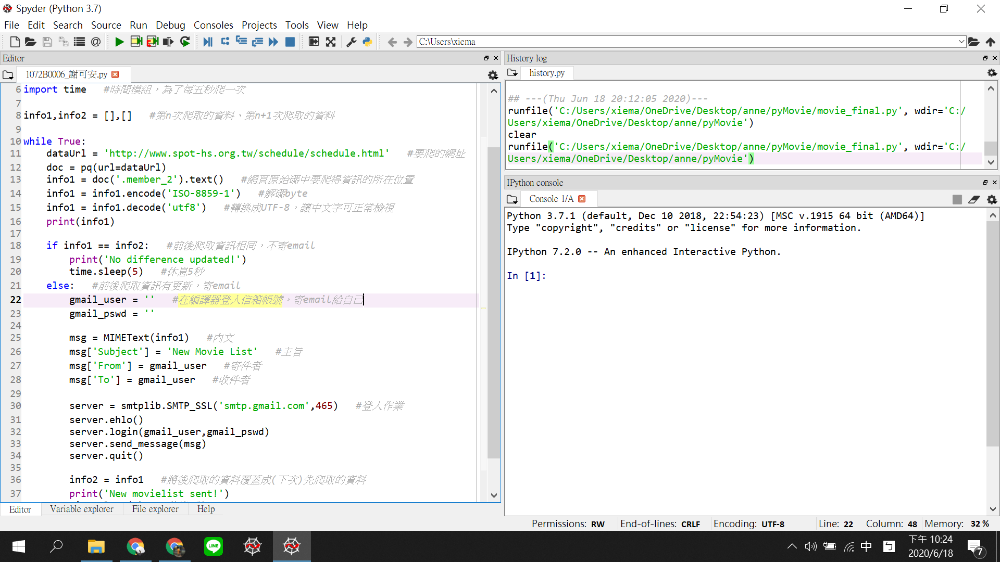 Spyder (Python 3.7)
File Edit Search Source Run Debug Consoles Projects Tools View Help
C:\Users\xiema
Editor
1072B0006_謝可安.py
6 import time #時間模組，為了每五秒爬一次
7
8 info1,info2 = [],[] #第n次爬取的資料、第n+1次爬取的資料
9
10 while True:
11 dataUrl = 'http://www.spot-hs.org.tw/schedule/schedule.html' #要爬的網址
12 doc = pq(url=dataUrl)
13 info1 = doc('.member_2').text() #網頁原始碼中要爬得資訊的所在位置
14 info1 = info1.encode('ISO-8859-1') #解碼byte
15 info1 = info1.decode('utf8') #轉換成UTF-8，讓中文字可正常檢視
16 print(info1)
17
18 if info1 == info2: #前後爬取資訊相同，不寄email
19 print('No difference updated!')
20 time.sleep(5) #休息5秒
21 else: #前後爬取資訊有更新，寄email
22 gmail_user = '' #在編譯器登入信箱帳號，寄email給自己
23 gmail_pswd = ''
24
25 msg = MIMEText(info1) #內文
26 msg['Subject'] = 'New Movie List' #主旨
27 msg['From'] = gmail_user #寄件者
28 msg['To'] = gmail_user #收件者
29
30 server = smtplib.SMTP_SSL('smtp.gmail.com',465) #登入作業
31 server.ehlo()
32 server.login(gmail_user,gmail_pswd)
33 server.send_message(msg)
34 server.quit()
35
36 info2 = info1 #將後爬取的資料覆蓋成(下次)先爬取的資料
37 print('New movielist sent!')
Editor Variable explorer File explorer Help
History log
history.py
## ---(Thu Jun 18 20:12:05 2020)---
runfile('C:/Users/xiema/OneDrive/Desktop/anne/pyMovie/movie_final.py', wdir='C:/
Users/xiema/OneDrive/Desktop/anne/pyMovie')
clear
runfile('C:/Users/xiema/OneDrive/Desktop/anne/pyMovie/movie_final.py', wdir='C:/
Users/xiema/OneDrive/Desktop/anne/pyMovie')
IPython console
Console 1/A
Python 3.7.1 (default, Dec 10 2018, 22:54:23) [MSC v.1915 64 bit (AMD64)]
Type "copyright", "credits" or "license" for more information.
IPython 7.2.0 -- An enhanced Interactive Python.
In [1]:
Permissions: RW End-of-lines: CRLF Encoding: UTF-8 Line: 22 Column: 48 Memory: 32 %
LINE
中
ㄅ
下午 10:24
2020/6/18
7